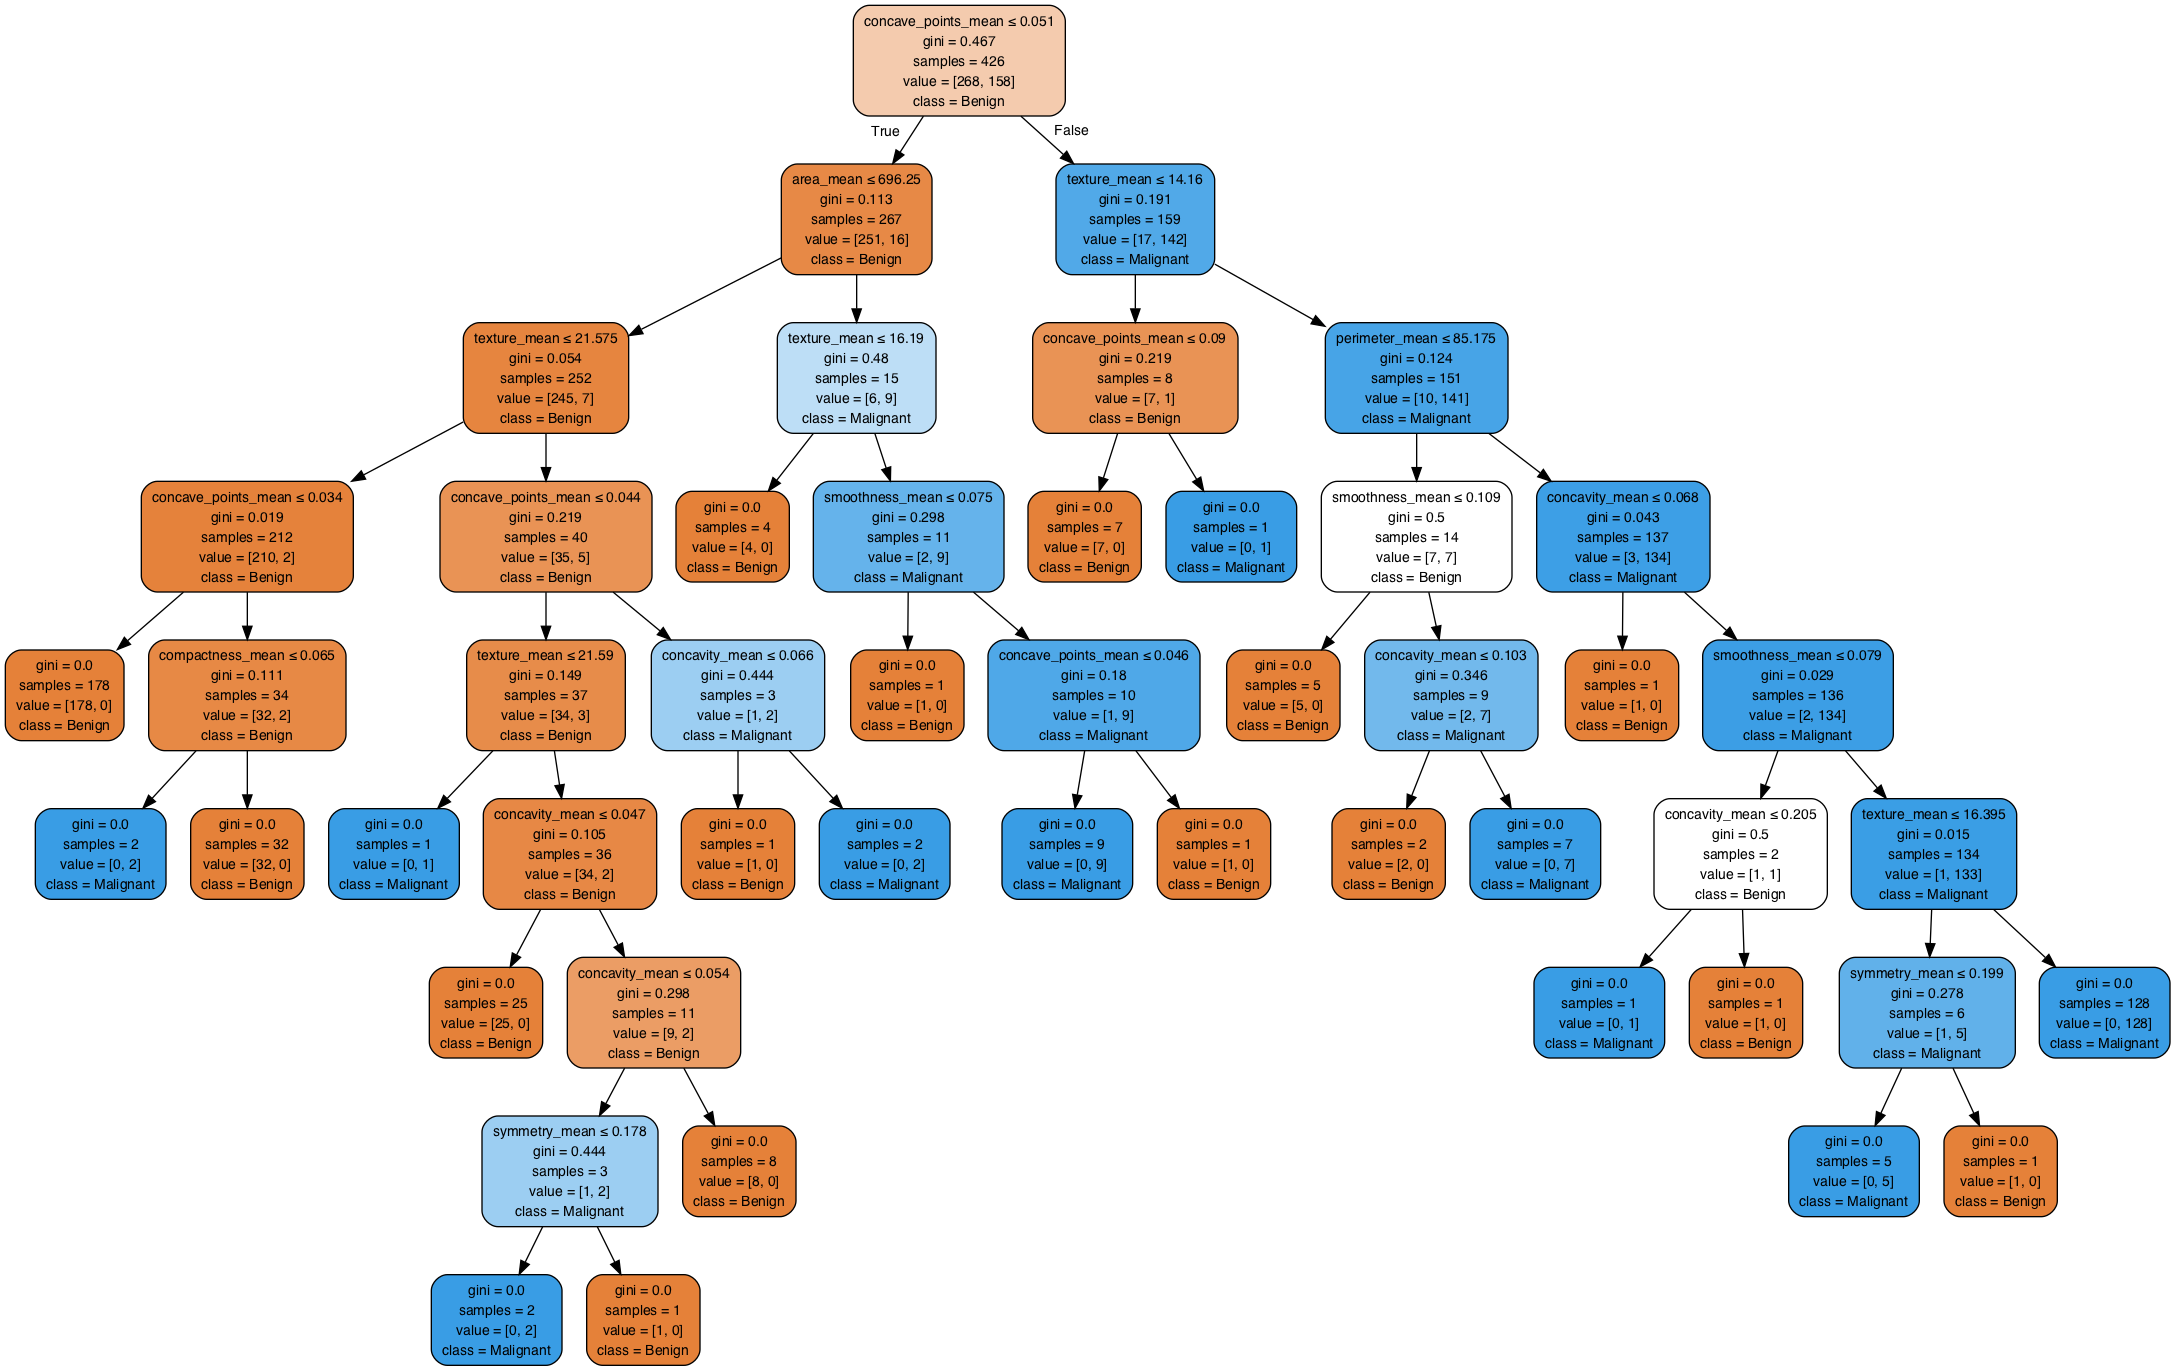 concave_points_mean ≤ 0.051
gini = 0.467
samples = 426
value = [268, 158]
class = Benign
True
False
area_mean ≤ 696.25
gini = 0.113
samples = 267
value = [251, 16]
class = Benign
texture_mean ≤ 14.16
gini = 0.191
samples = 159
value = [17, 142]
class = Malignant
texture_mean ≤ 21.575
gini = 0.054
samples = 252
value = [245, 7]
class = Benign
texture_mean ≤ 16.19
gini = 0.48
samples = 15
value = [6, 9]
class = Malignant
concave_points_mean ≤ 0.09
gini = 0.219
samples = 8
value = [7, 1]
class = Benign
perimeter_mean ≤ 85.175
gini = 0.124
samples = 151
value = [10, 141]
class = Malignant
concave_points_mean ≤ 0.034
gini = 0.019
samples = 212
value = [210, 2]
class = Benign
concave_points_mean ≤ 0.044
gini = 0.219
samples = 40
value = [35, 5]
class = Benign
gini = 0.0
samples = 4
value = [4, 0]
class = Benign
smoothness_mean ≤ 0.075
gini = 0.298
samples = 11
value = [2, 9]
class = Malignant
gini = 0.0
samples = 7
value = [7, 0]
class = Benign
gini = 0.0
samples = 1
value = [0, 1]
class = Malignant
smoothness_mean ≤ 0.109
gini = 0.5
samples = 14
value = [7, 7]
class = Benign
concavity_mean ≤ 0.068
gini = 0.043
samples = 137
value = [3, 134]
class = Malignant
gini = 0.0
samples = 178
value = [178, 0]
class = Benign
compactness_mean ≤ 0.065
gini = 0.111
samples = 34
value = [32, 2]
class = Benign
texture_mean ≤ 21.59
gini = 0.149
samples = 37
value = [34, 3]
class = Benign
concavity_mean ≤ 0.066
gini = 0.444
samples = 3
value = [1, 2]
class = Malignant
gini = 0.0
samples = 1
value = [1, 0]
class = Benign
concave_points_mean ≤ 0.046
gini = 0.18
samples = 10
value = [1, 9]
class = Malignant
gini = 0.0
samples = 5
value = [5, 0]
class = Benign
concavity_mean ≤ 0.103
gini = 0.346
samples = 9
value = [2, 7]
class = Malignant
gini = 0.0
samples = 1
value = [1, 0]
class = Benign
smoothness_mean ≤ 0.079
gini = 0.029
samples = 136
value = [2, 134]
class = Malignant
gini = 0.0
samples = 2
value = [0, 2]
class = Malignant
gini = 0.0
samples = 32
value = [32, 0]
class = Benign
gini = 0.0
samples = 1
value = [0, 1]
class = Malignant
concavity_mean ≤ 0.047
gini = 0.105
samples = 36
value = [34, 2]
class = Benign
gini = 0.0
samples = 1
value = [1, 0]
class = Benign
gini = 0.0
samples = 2
value = [0, 2]
class = Malignant
gini = 0.0
samples = 9
value = [0, 9]
class = Malignant
gini = 0.0
samples = 1
value = [1, 0]
class = Benign
gini = 0.0
samples = 2
value = [2, 0]
class = Benign
gini = 0.0
samples = 7
value = [0, 7]
class = Malignant
concavity_mean ≤ 0.205
gini = 0.5
samples = 2
value = [1, 1]
class = Benign
texture_mean ≤ 16.395
gini = 0.015
samples = 134
value = [1, 133]
class = Malignant
gini = 0.0
samples = 25
value = [25, 0]
class = Benign
concavity_mean ≤ 0.054
gini = 0.298
samples = 11
value = [9, 2]
class = Benign
gini = 0.0
samples = 1
value = [0, 1]
class = Malignant
gini = 0.0
samples = 1
value = [1, 0]
class = Benign
symmetry_mean ≤ 0.199
gini = 0.278
samples = 6
value = [1, 5]
class = Malignant
gini = 0.0
samples = 128
value = [0, 128]
class = Malignant
symmetry_mean ≤ 0.178
gini = 0.444
samples = 3
value = [1, 2]
class = Malignant
gini = 0.0
samples = 8
value = [8, 0]
class = Benign
gini = 0.0
samples = 5
value = [0, 5]
class = Malignant
gini = 0.0
samples = 1
value = [1, 0]
class = Benign
gini = 0.0
samples = 2
value = [0, 2]
class = Malignant
gini = 0.0
samples = 1
value = [1, 0]
class = Benign